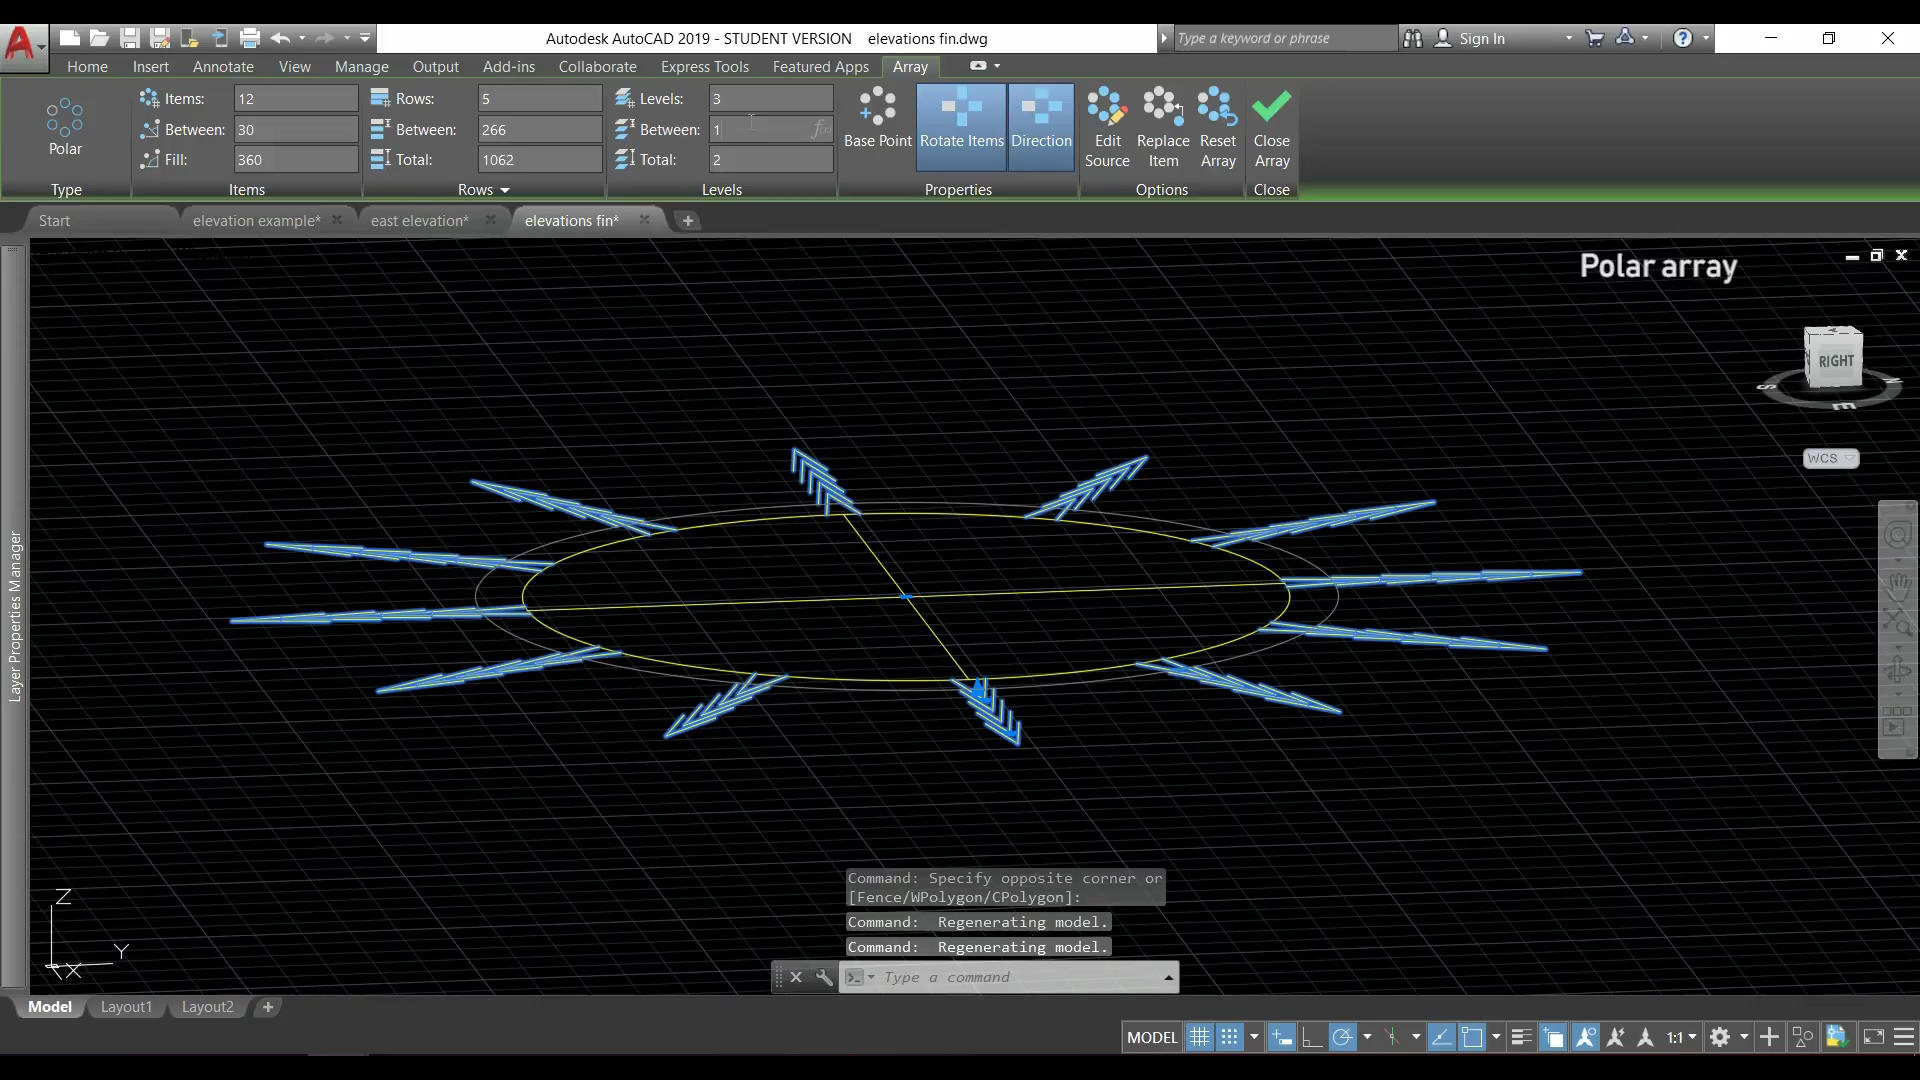 Autodesk AutoCAD 2019 - STUDENT VERSION elevations fin.dwg
Type a keyword or phrase
Sign In
Home Insert Annotate View Manage Output Add-ins Collaborate Express Tools Featured Apps Array
Items: 12
Between: 30
Fill: 360
Rows: 5
Between: 266
Total: 1062
Levels: 3
Between: 1
Total: 2
Polar
Base Point
Rotate Items
Direction
Edit
Source
Replace
Item
Reset
Array
Close
Array
Type Items Rows Levels Properties Options Close
Start elevation example* east elevation* elevations fin*
Polar array
RIGHT
S
N
E
WCS
Layer Properties Manager
Z
Y
X
Command: Specify opposite corner or
[Fence/WPolygon/CPolygon]:
Command: Regenerating model.
Command: Regenerating model.
Type a command
Model Layout1 Layout2
MODEL
1:1